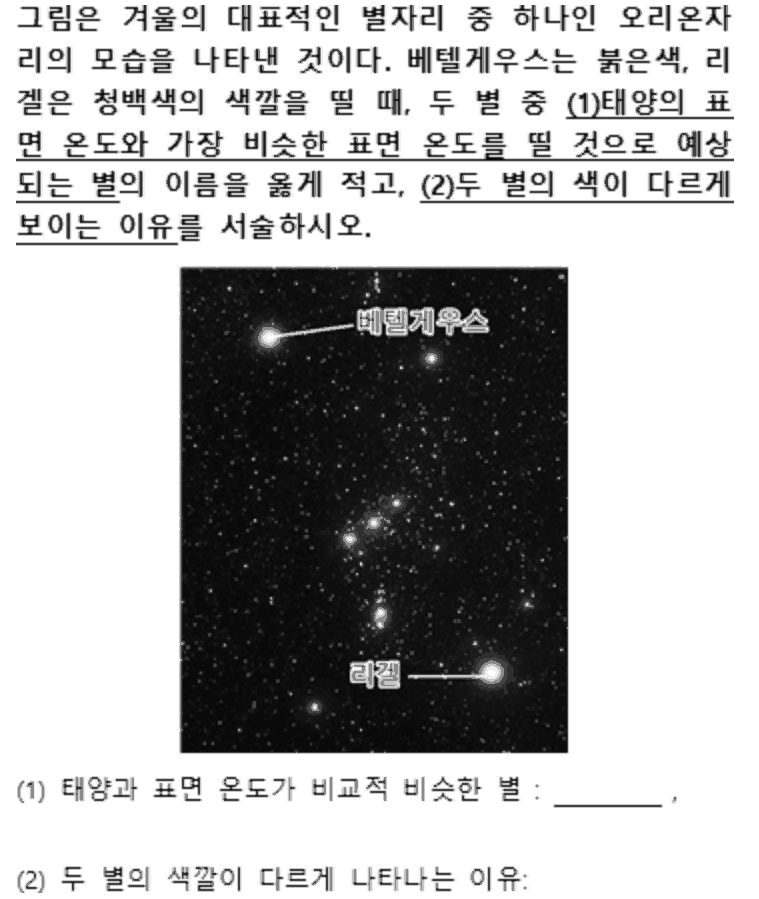 그림은 겨울의 대표적인 별자리 중 하나인 오리온자
리의 모습을 나타낸 것이다. 베텔게우스는 붉은색, 리
겔은 청백색의 색깔을 띨 때, 두 별 중 (1)태양의 표
면 온도와 가장 비슷한 표면 온도를 띨 것으로 예상
되는 별의 이름을 옳게 적고, (2)두 별의 색이 다르게
보이는 이유를 서술하시오.
베텔게우스
리겔
(1) 태양과 표면 온도가 비교적 비슷한 별 : ________ ,
(2) 두 별의 색깔이 다르게 나타나는 이유: